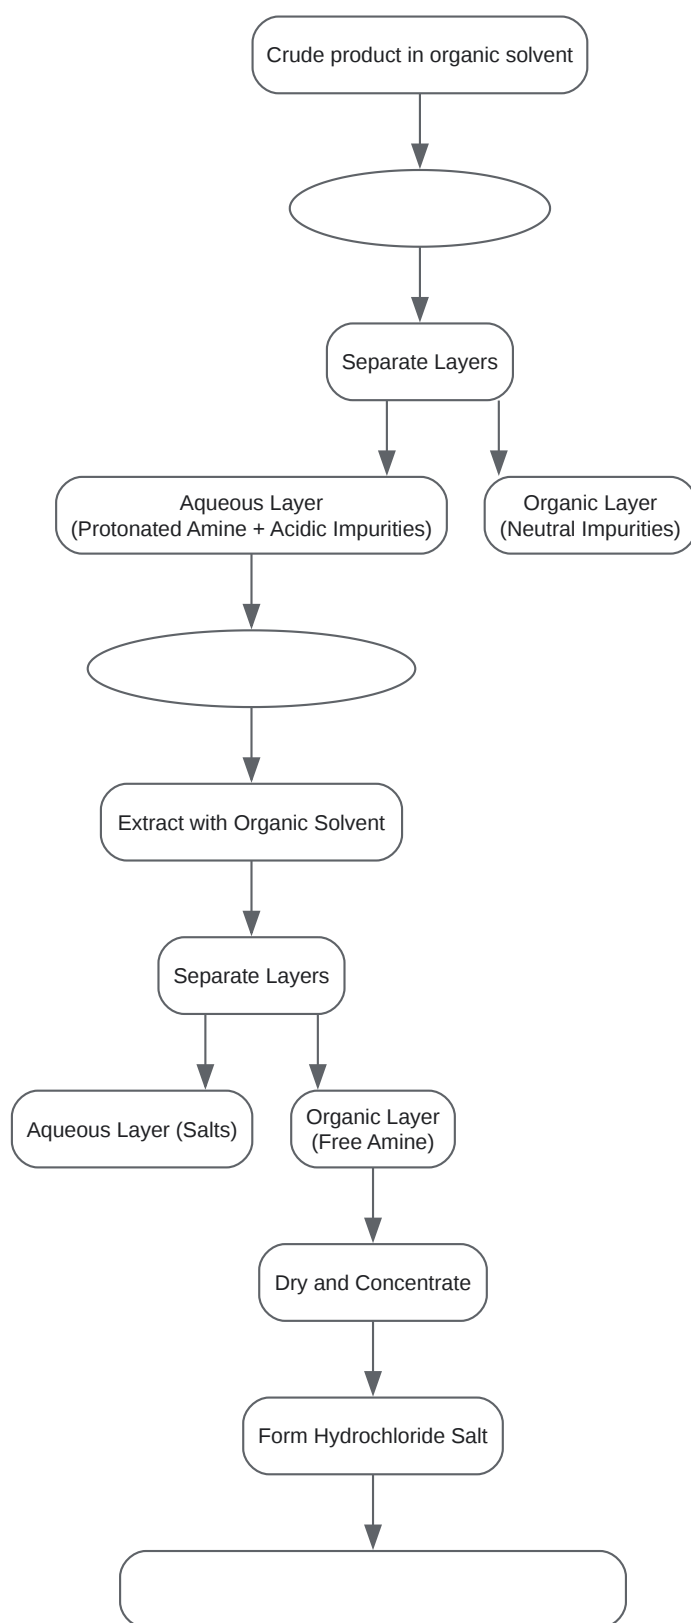 Crude product in organic solvent
Separate Layers
Aqueous Layer
(Protonated Amine + Acidic Impurities)
Organic Layer
(Neutral Impurities)
Extract with Organic Solvent
Separate Layers
Aqueous Layer (Salts)
Organic Layer
(Free Amine)
Dry and Concentrate
Form Hydrochloride Salt